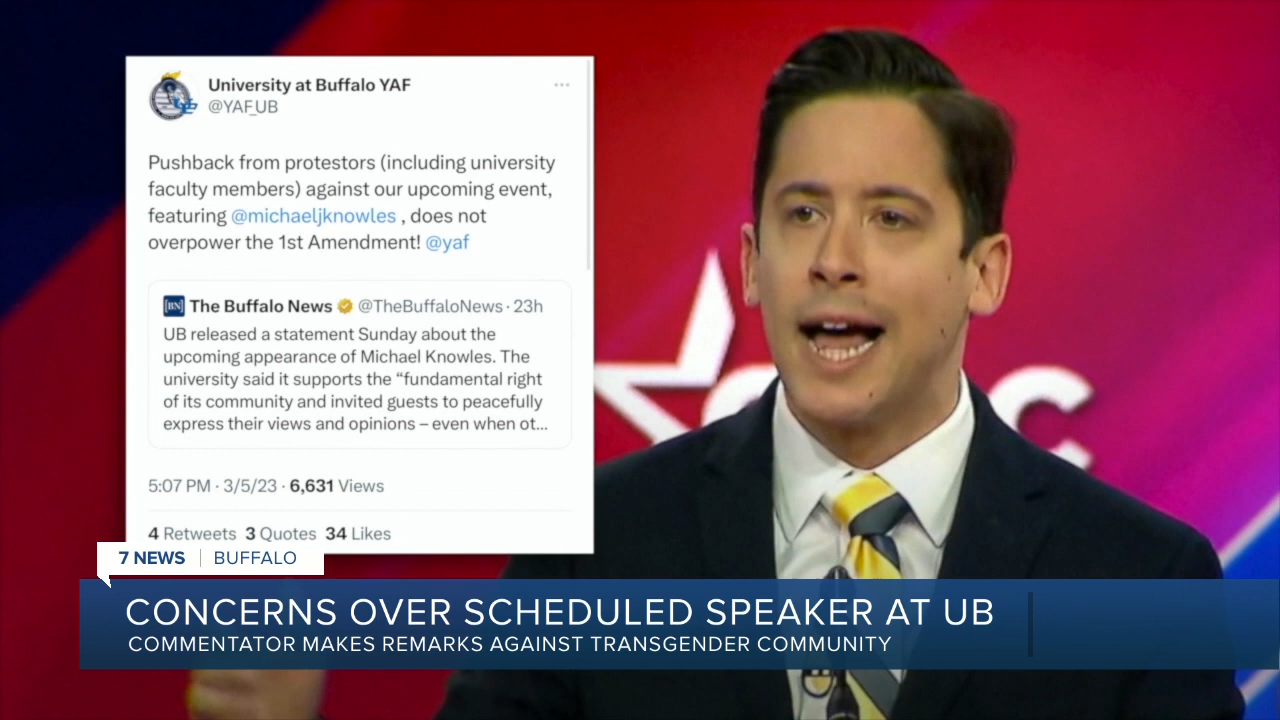 University at Buffalo YAF
@YAF_UB
Pushback from protestors (including university
faculty members) against our upcoming event,
featuring @michaeljknowles , does not
overpower the 1st Amendment! @yaf
[BN] The Buffalo News @TheBuffaloNews · 23h
UB released a statement Sunday about the
upcoming appearance of Michael Knowles. The
university said it supports the “fundamental right
of its community and invited guests to peacefully
express their views and opinions – even when ot...
5:07 PM · 3/5/23 · 6,631 Views
4 Retweets 3 Quotes 34 Likes
7 NEWS | BUFFALO
CONCERNS OVER SCHEDULED SPEAKER AT UB
COMMENTATOR MAKES REMARKS AGAINST TRANSGENDER COMMUNITY